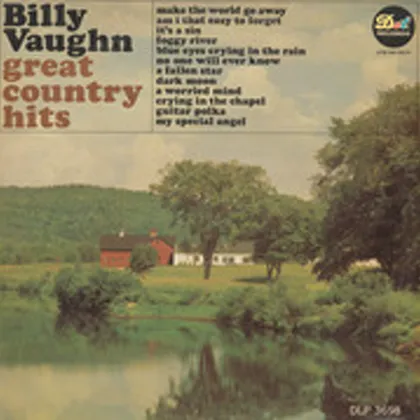 Billy
Vaughn
great
country
hits
make the world go away
am i that easy to forget
it's a sin
foggy river
blue eyes crying in the rain
no one will ever know
a fallen star
dark moon
a worried mind
crying in the chapel
guitar polka
my special angel
Dot
DLP 3698